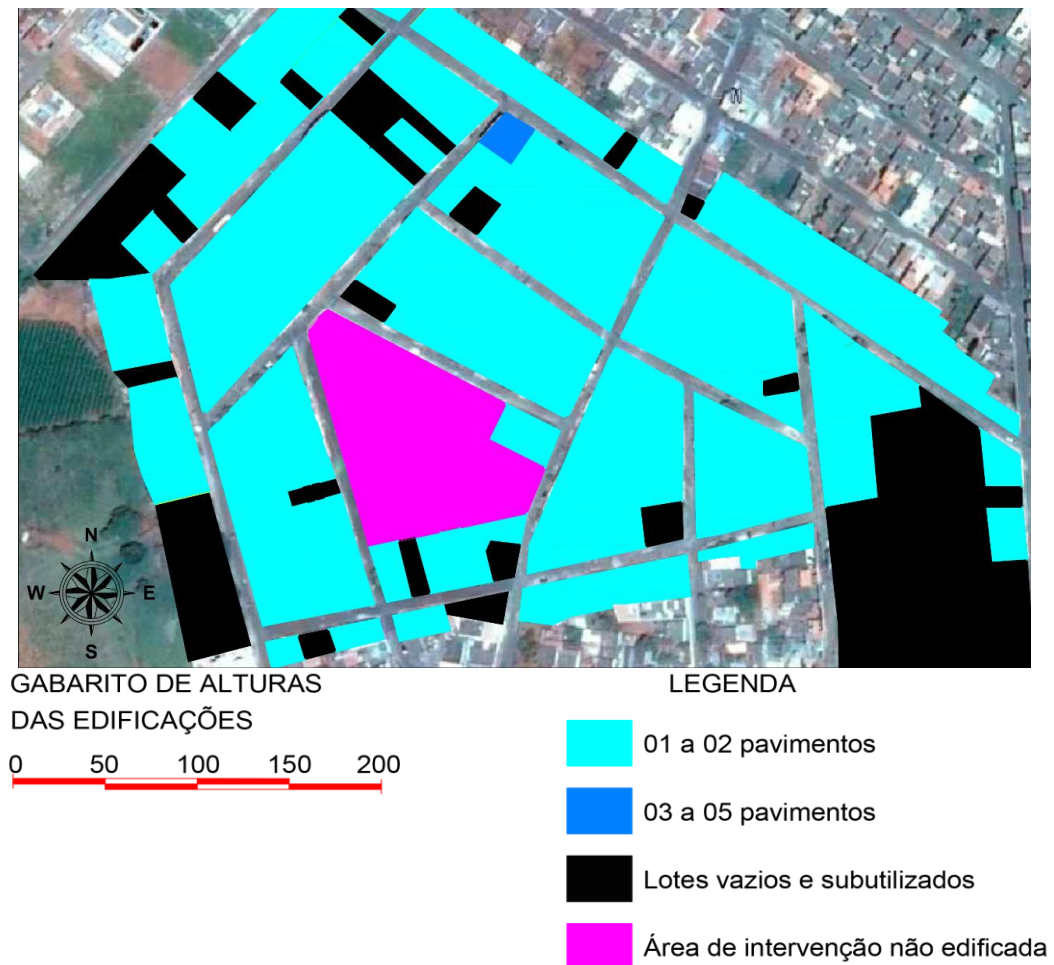 N
W E
S
GABARITO DE ALTURAS
DAS EDIFICAÇÕES
0 50 100 150 200
LEGENDA
01 a 02 pavimentos
03 a 05 pavimentos
Lotes vazios e subutilizados
Área de intervenção não edificada